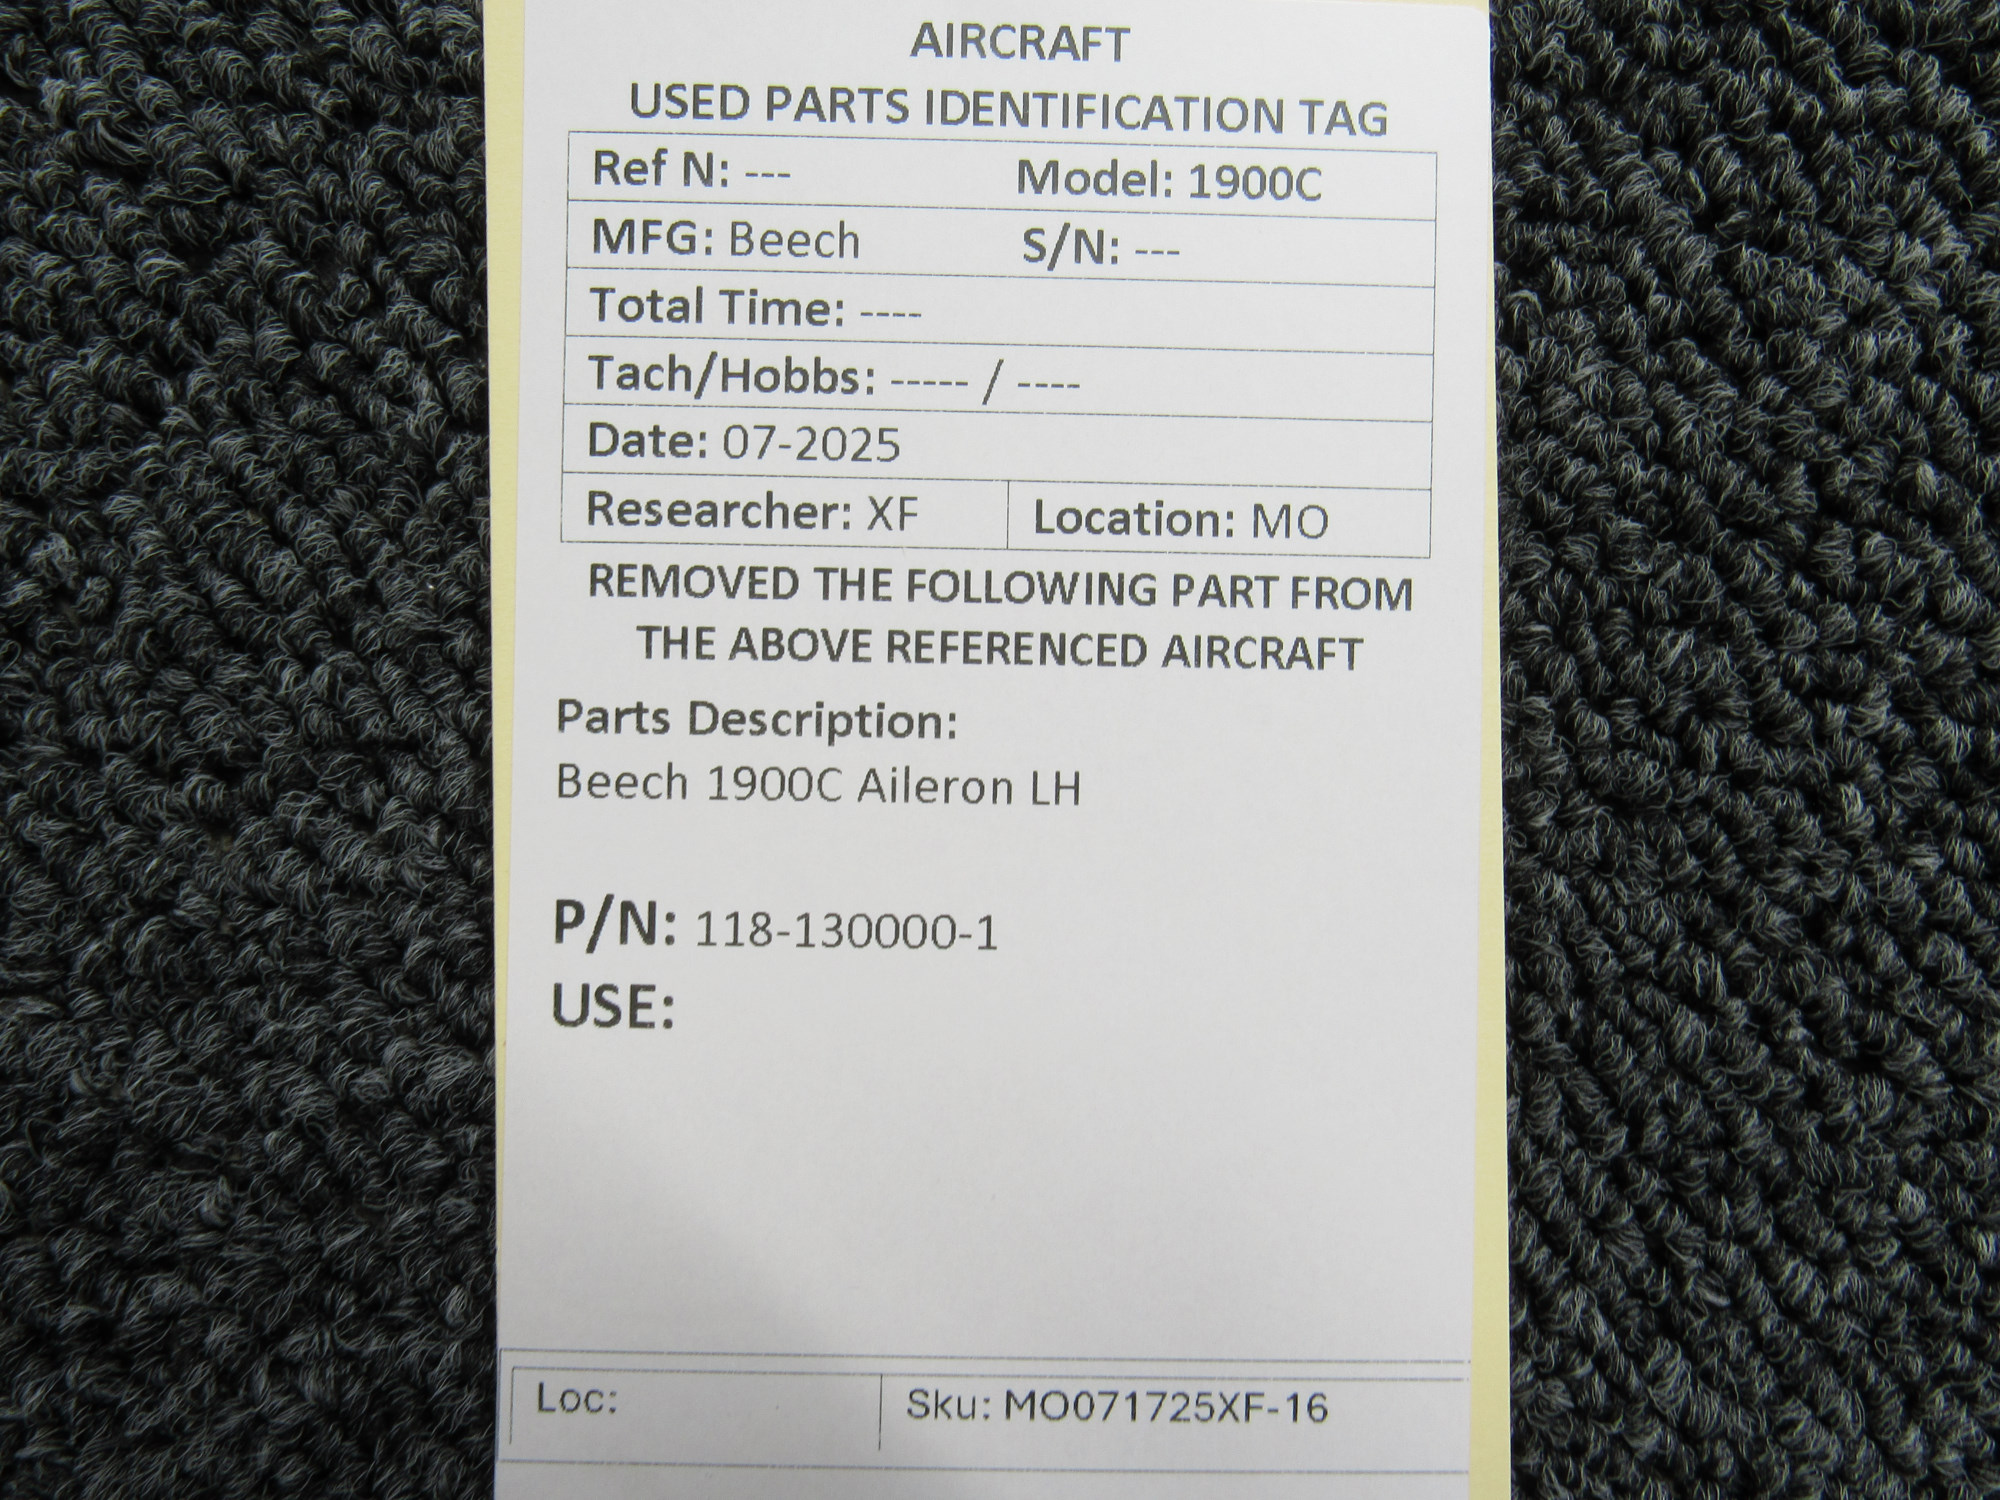 AIRCRAFT
USED PARTS IDENTIFICATION TAG
Ref N: --- Model: 1900C
MFG: Beech S/N: ---
Total Time: ----
Tach/Hobbs: ----- / ----
Date: 07-2025
Researcher: XF Location: MO
REMOVED THE FOLLOWING PART FROM
THE ABOVE REFERENCED AIRCRAFT
Parts Description:
Beech 1900C Aileron LH
P/N: 118-130000-1
USE:
Loc: Sku: MO071725XF-16